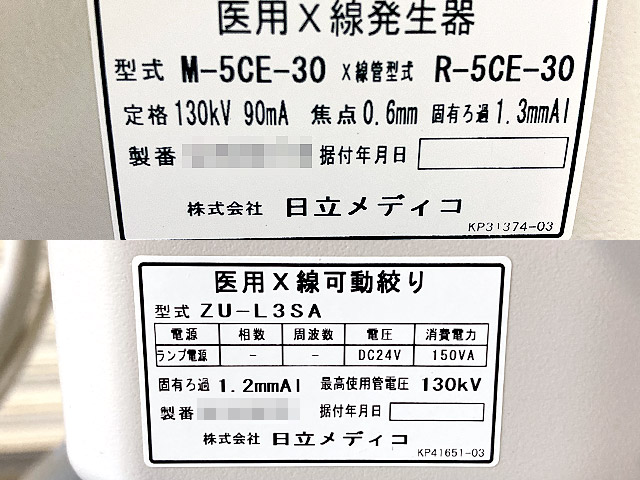 医用X線発生器
型式 M-5CE-30 X線管型式 R-5CE-30
定格 130kV 90mA 焦点 0.6mm 固有ろ過 1.3mmAl
製番 据付年月日
株式会社 日立メディコ
KP31374-03
医用X線可動絞り
型式 ZU-L3SA
電源 相数 周波数 電圧 消費電力
ランプ電源 - - DC24V 150VA
固有ろ過 1.2mmAl 最高使用管電圧 130kV
製番 据付年月日
株式会社 日立メディコ
KP41651-03